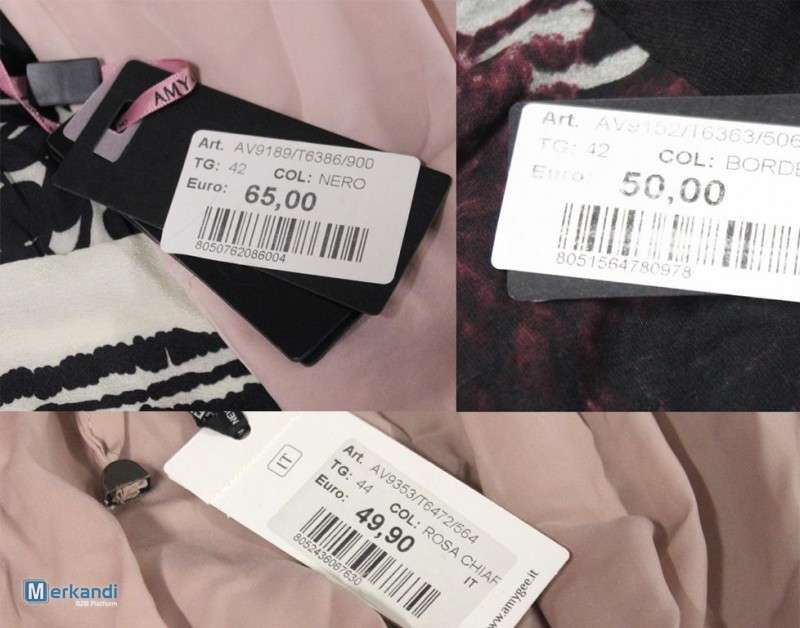 AMY
Art. AV9189/T6386/900
TG: 42 COL: NERO
Euro: 65,00
8050762086004
Art. AV9152/T6363/506
TG: 42 COL: BORDE
Euro: 50,00
8051564780978
IT
Art. AV9353/T6472/564
TG: 44 COL: ROSA CHIAR
Euro: 49,90
8052436067630
IT
www.amygee.it
Merkandi
B2B Platform